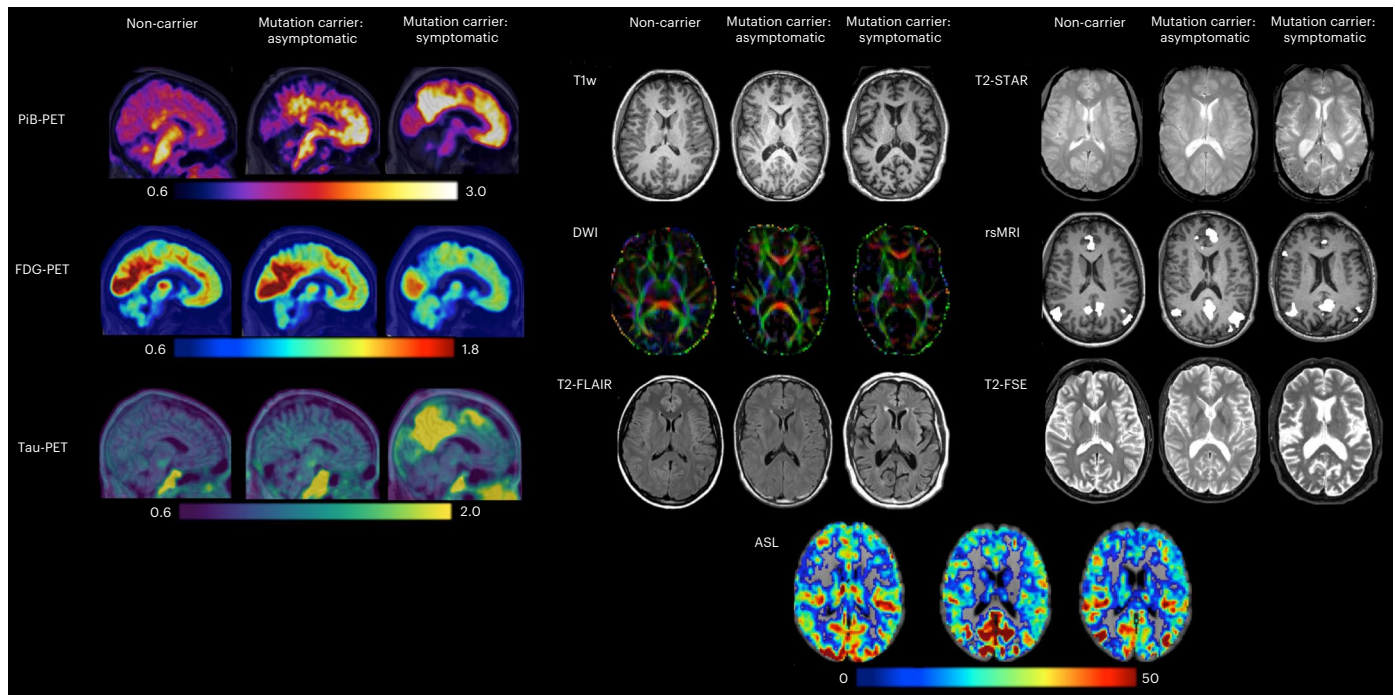 Non-carrier
Mutation carrier:
asymptomatic
Mutation carrier:
symptomatic
PiB-PET
0.6
3.0
FDG-PET
0.6
1.8
Tau-PET
0.6
2.0
Non-carrier
Mutation carrier:
asymptomatic
Mutation carrier:
symptomatic
T1w
DWI
T2-FLAIR
Non-carrier
Mutation carrier:
asymptomatic
Mutation carrier:
symptomatic
T2-STAR
rsMRI
T2-FSE
ASL
0
50